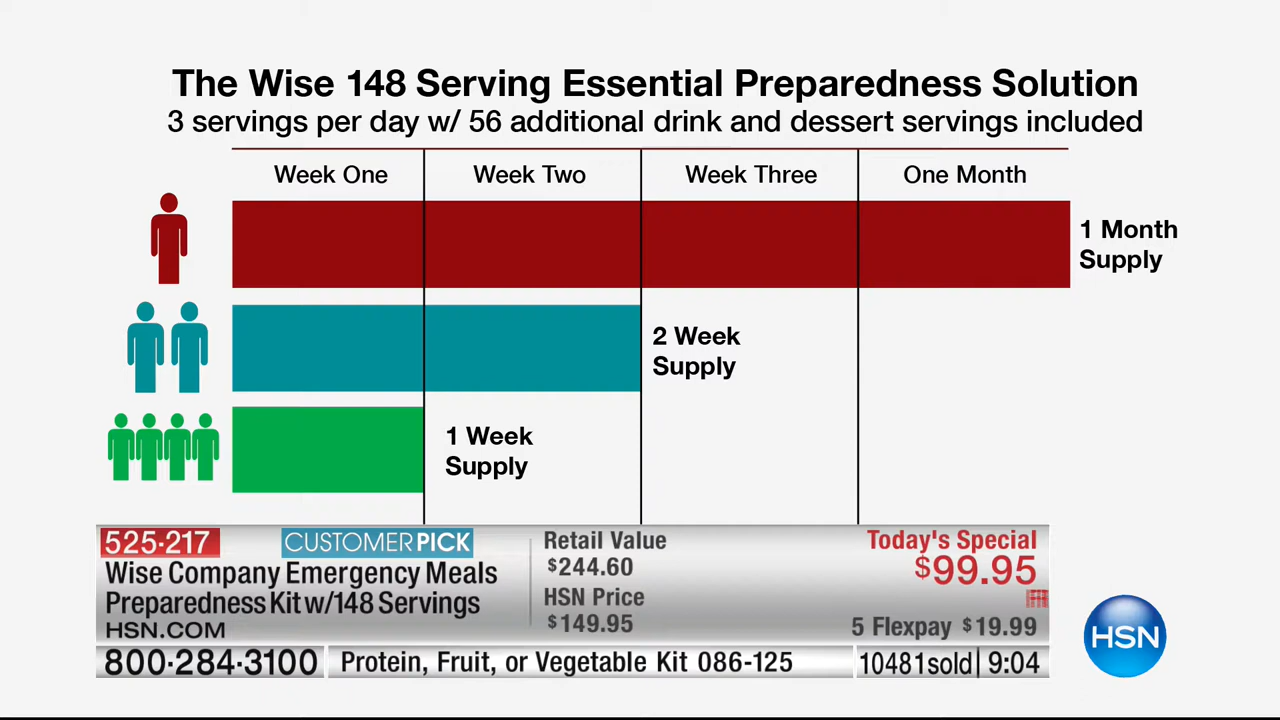 The Wise 148 Serving Essential Preparedness Solution
3 servings per day w/ 56 additional drink and dessert servings included
Week One
Week Two
Week Three
One Month
1 Month
Supply
2 Week
Supply
1 Week
Supply
525-217
CUSTOMER PICK
Wise Company Emergency Meals
Preparedness Kit w/148 Servings
HSN.COM
Retail Value
$244.60
HSN Price
$149.95
Today's Special
$99.95
5 Flexpay $19.99
800-284-3100
Protein, Fruit, or Vegetable Kit 086-125
10481 sold
9:04
HSN